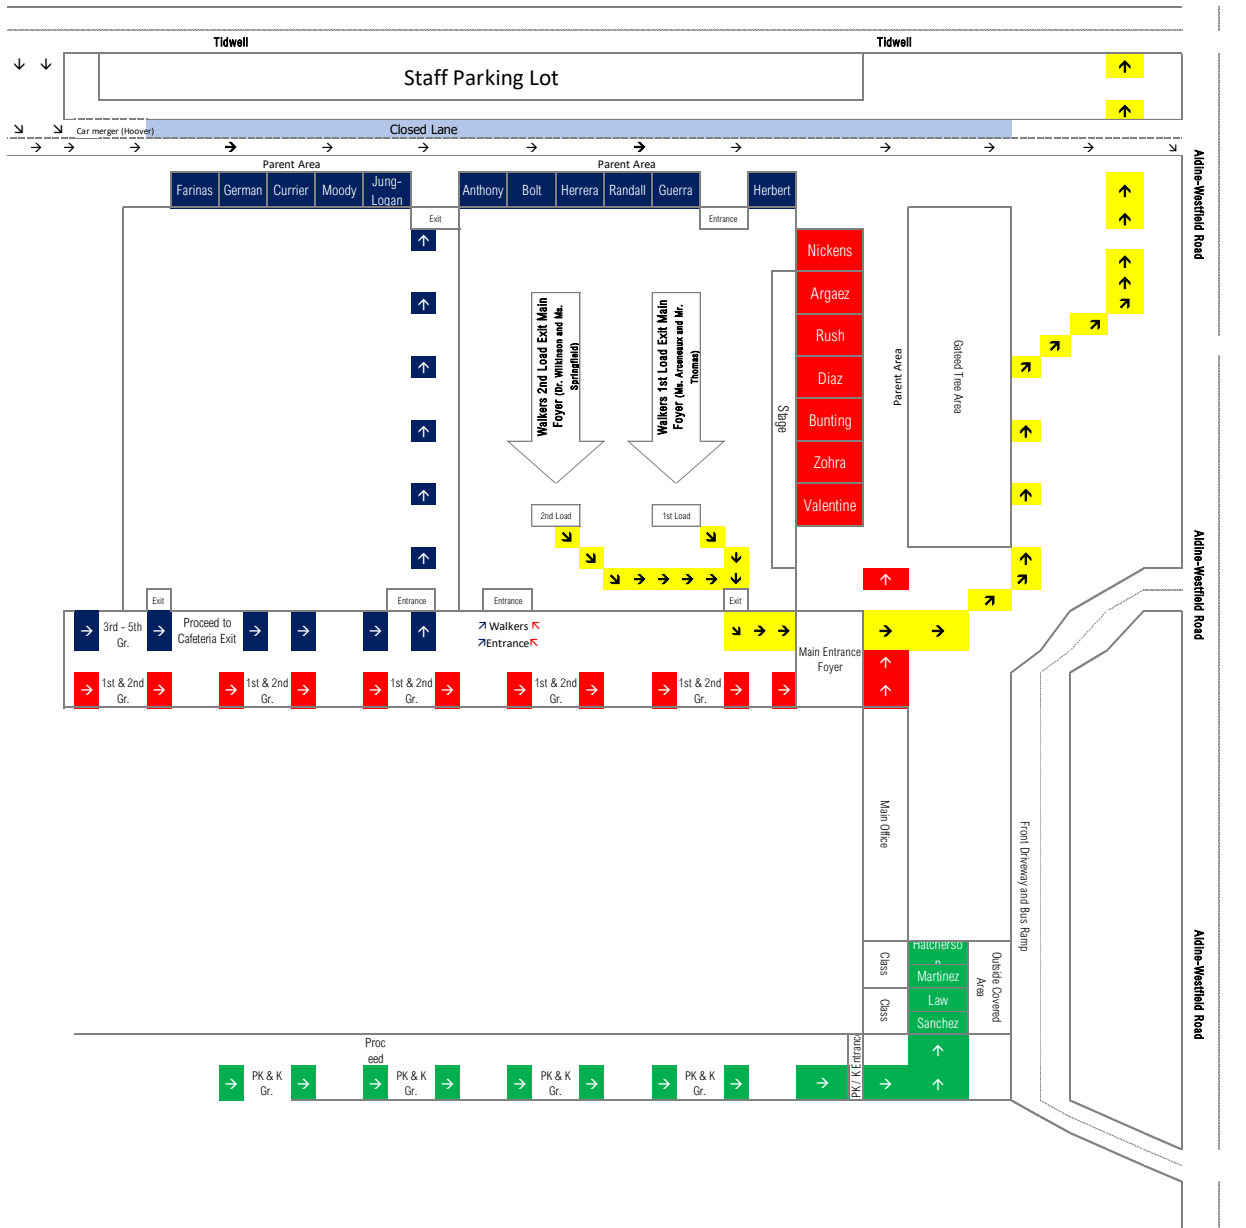 Tidwell
Tidwell
Staff Parking Lot
Car merger (Hoover)
Closed Lane
Parent Area
Parent Area
Farinas
German
Currier
Moody
Jung-
Logan
Anthony
Bolt
Herrera
Randall
Guerra
Herbert
Exit
Entrance
Aldine-Westfield Road
Nickens
Argaez
Rush
Diaz
Bunting
Zohra
Valentine
Stage
Parent Area
Gateed Tree Area
Walkers 2nd Load Exit Main
Foyer (Dr. Wilkinson and Ms.
Springfield)
Walkers 1st Load Exit Main
Foyer (Ms. Arceneaux and Mr.
Thomas)
2nd Load
1st Load
Aldine-Westfield Road
Exit
Entrance
Entrance
Exit
3rd - 5th
Gr.
Proceed to
Cafeteria Exit
Walkers
Entrance
Main Entrance
Foyer
1st & 2nd
Gr.
1st & 2nd
Gr.
1st & 2nd
Gr.
1st & 2nd
Gr.
1st & 2nd
Gr.
Main Office
Front Driveway and Bus Ramp
Aldine-Westfield Road
Class
Class
Hatcherso
n
Martinez
Law
Sanchez
Outside Covered
Area
Proc
eed
PK / K Entranc
PK & K
Gr.
PK & K
Gr.
PK & K
Gr.
PK & K
Gr.